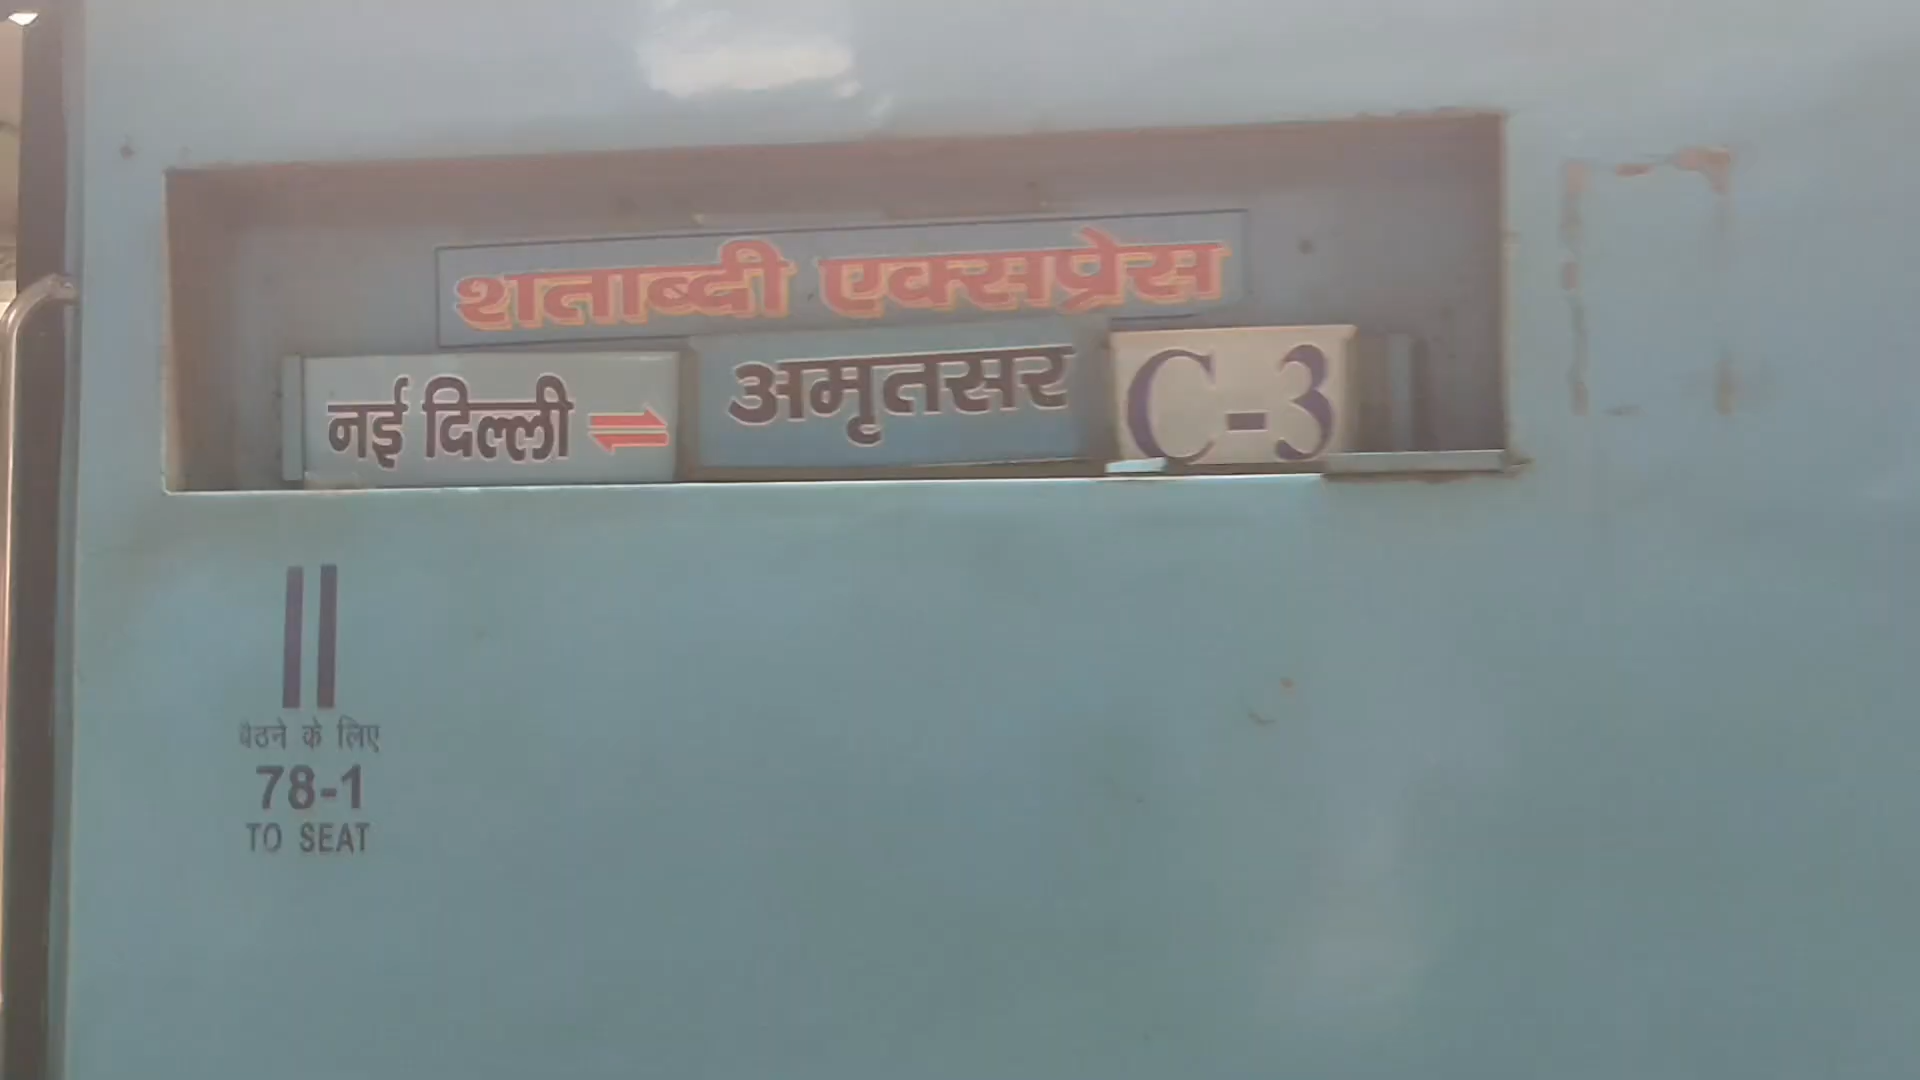 शताब्दी एक्सप्रेस
नई दिल्ली ⇌ अमृतसर C-3
||
बैठने के लिए
78-1
TO SEAT